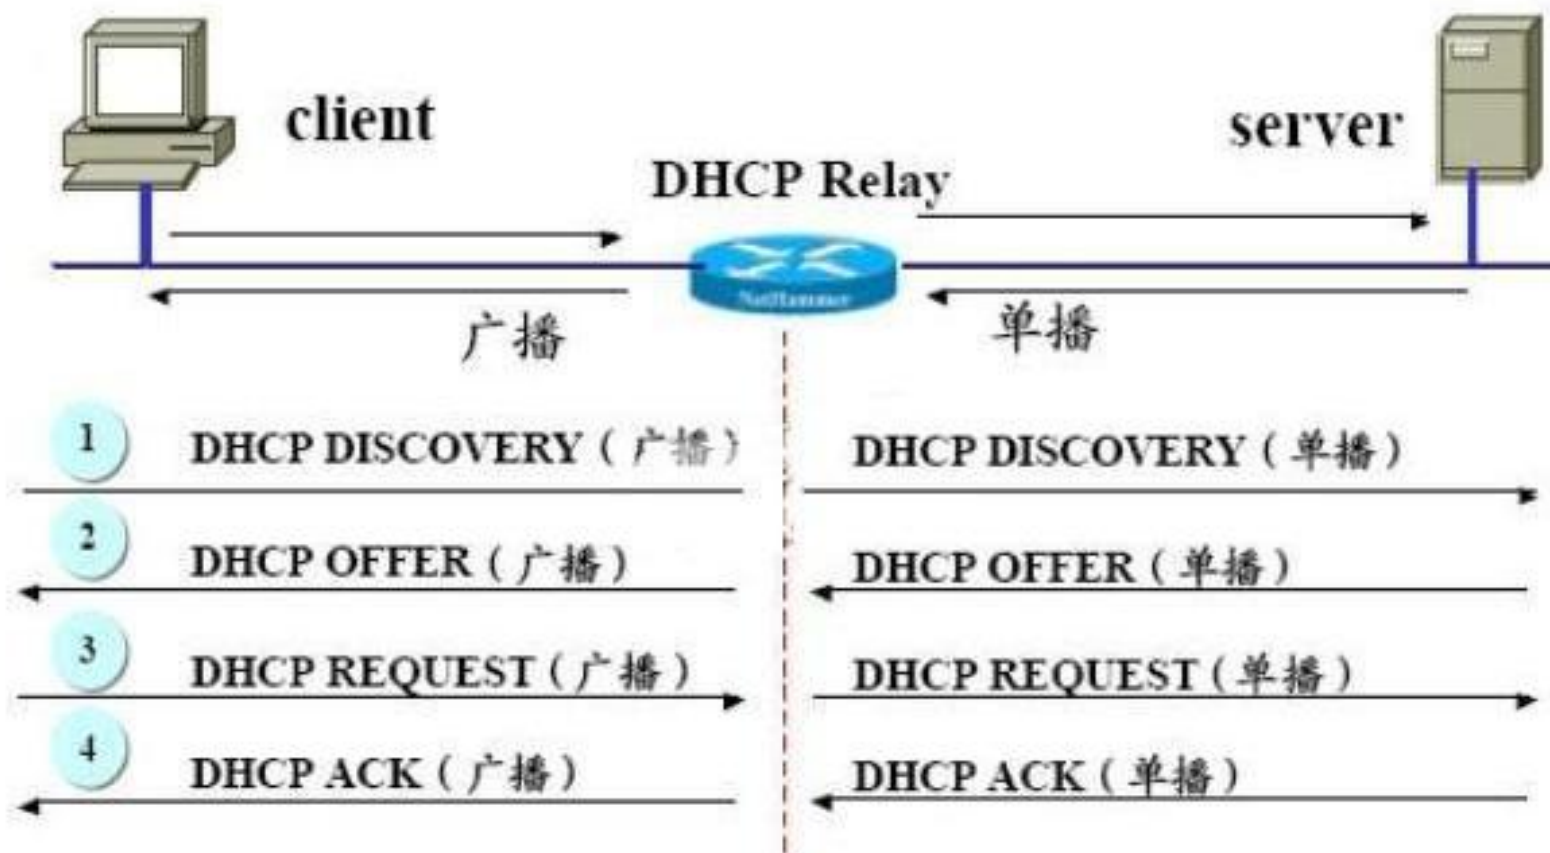 client
server
DHCP Relay
NetHammer
广播
单播
1 DHCP DISCOVERY（广播） DHCP DISCOVERY（单播）
2 DHCP OFFER（广播） DHCP OFFER（单播）
3 DHCP REQUEST（广播） DHCP REQUEST（单播）
4 DHCP ACK（广播） DHCP ACK（单播）